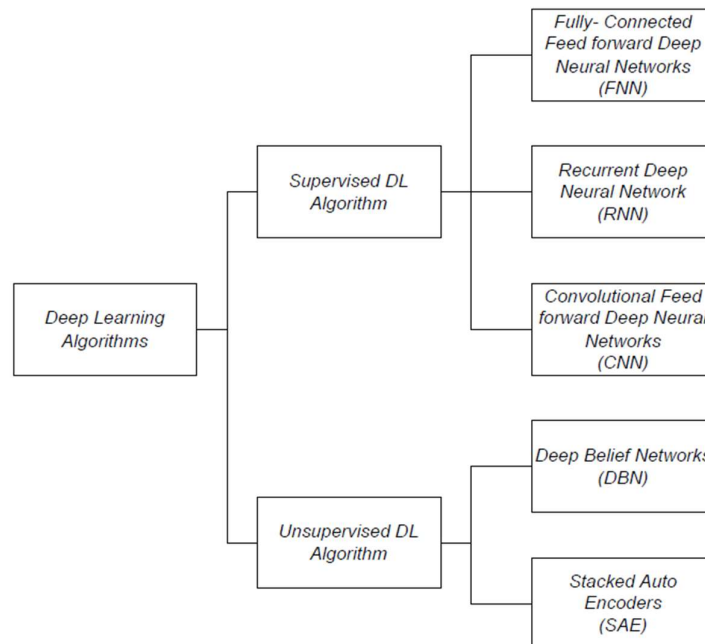 Fully- Connected
Feed forward Deep
Neural Networks
(FNN)
Supervised DL
Algorithm
Recurrent Deep
Neural Network
(RNN)
Deep Learning
Algorithms
Convolutional Feed
forward Deep Neural
Networks
(CNN)
Deep Belief Networks
(DBN)
Unsupervised DL
Algorithm
Stacked Auto
Encoders
(SAE)